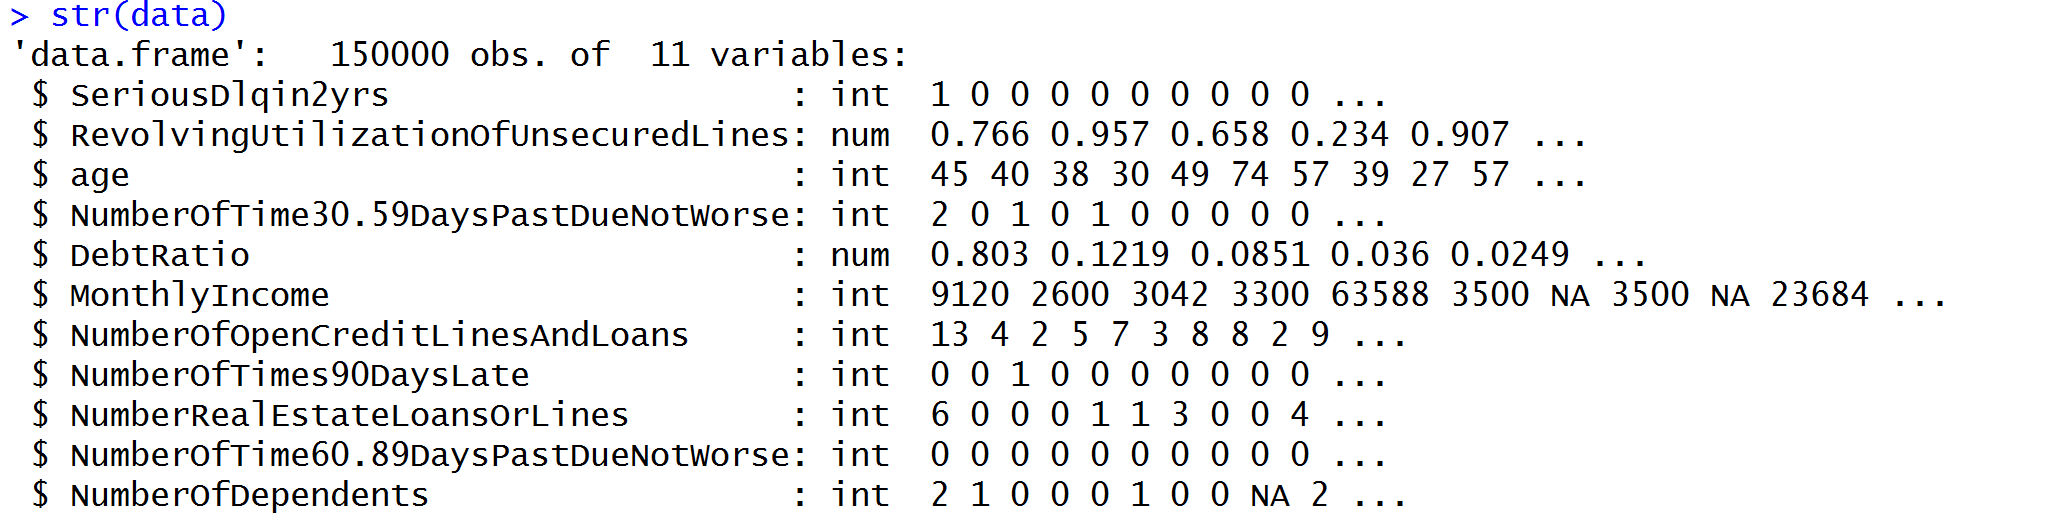 > str(data)
'data.frame':   150000 obs. of  11 variables:
 $ SeriousDlqin2yrs                    : int  1 0 0 0 0 0 0 0 0 0 ...
 $ RevolvingUtilizationOfUnsecuredLines: num  0.766 0.957 0.658 0.234 0.907 ...
 $ age                                 : int  45 40 38 30 49 74 57 39 27 57 ...
 $ NumberOfTime30.59DaysPastDueNotWorse: int  2 0 1 0 1 0 0 0 0 0 ...
 $ DebtRatio                           : num  0.803 0.1219 0.0851 0.036 0.0249 ...
 $ MonthlyIncome                       : int  9120 2600 3042 3300 63588 3500 NA 3500 NA 23684 ...
 $ NumberOfOpenCreditLinesAndLoans     : int  13 4 2 5 7 3 8 8 2 9 ...
 $ NumberOfTimes90DaysLate             : int  0 0 1 0 0 0 0 0 0 0 ...
 $ NumberRealEstateLoansOrLines        : int  6 0 0 0 1 1 3 0 0 4 ...
 $ NumberOfTime60.89DaysPastDueNotWorse: int  0 0 0 0 0 0 0 0 0 0 ...
 $ NumberOfDependents                  : int  2 1 0 0 0 1 0 0 NA 2 ...